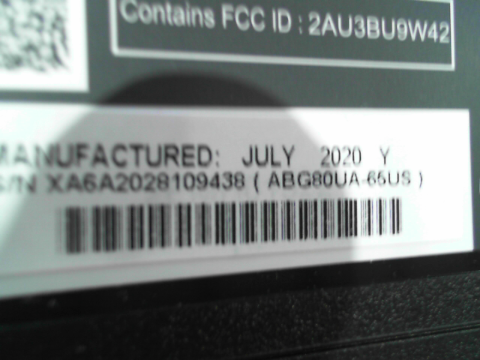 Contains FCC ID : 2AU3BU9W42
MANUFACTURED: JULY 2020 Y
S/N XA6A2028109438 ( ABG80UA-65US )